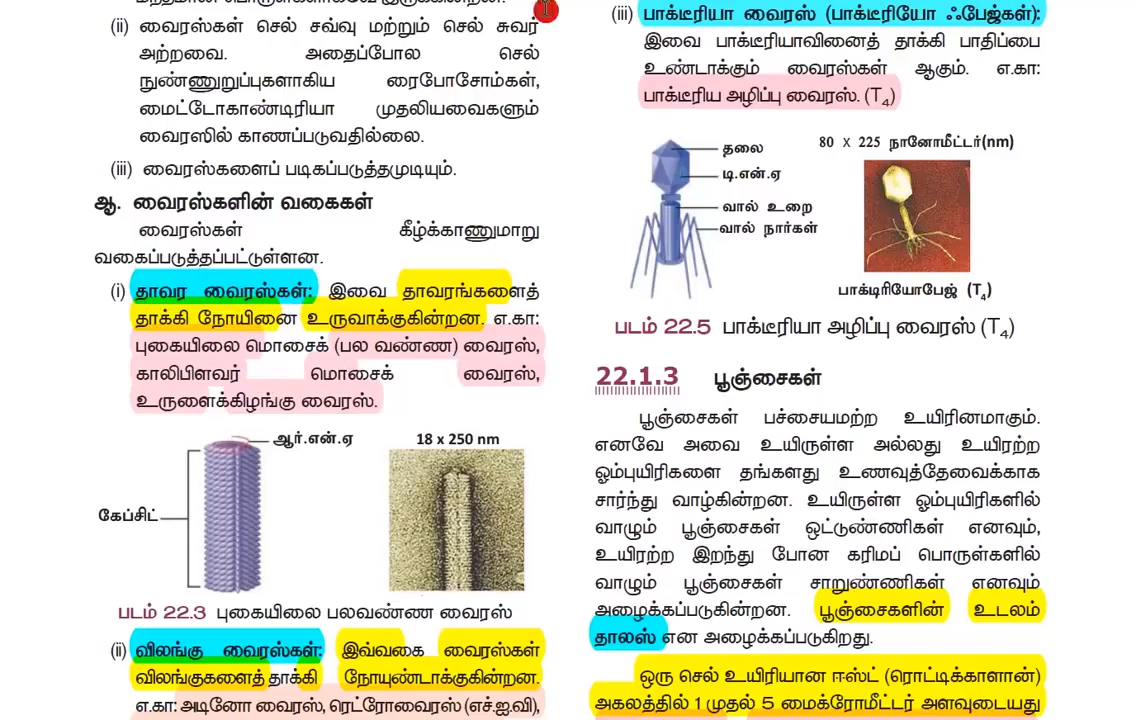 (ii) வைரஸ்கள் செல் சவ்வு மற்றும் செல் சுவர்
அற்றவை. அதைப்போல செல்
நுண்ணுறுப்புகளாகிய ரைபோசோம்கள்,
மைட்டோகாண்டிரியா முதலியவைகளும்
வைரஸில் காணப்படுவதில்லை.
(iii) வைரஸ்களைப் படிகப்படுத்தமுடியும்.
ஆ. வைரஸ்களின் வகைகள்
வைரஸ்கள் கீழ்க்காணுமாறு
வகைப்படுத்தப்பட்டுள்ளன.
(i) தாவர வைரஸ்கள்: இவை தாவரங்களைத்
தாக்கி நோயினை உருவாக்குகின்றன. எ.கா:
புகையிலை மொசைக் (பல வண்ண) வைரஸ்,
காலிபிளவர் மொசைக் வைரஸ்,
உருளைக்கிழங்கு வைரஸ்.
ஆர்.என்.ஏ
18 x 250 nm
கேப்சிட்
படம் 22.3 புகையிலை பலவண்ண வைரஸ்
(ii) விலங்கு வைரஸ்கள்: இவ்வகை வைரஸ்கள்
விலங்குகளைத் தாக்கி நோயுண்டாக்குகின்றன.
எ.கா: அடினோ வைரஸ், ரெட்ரோவைரஸ் (எச்.ஐ.வி),
(iii) பாக்டீரியா வைரஸ் (பாக்டீரியோ ஃபேஜ்கள்):
இவை பாக்டீரியாவினைத் தாக்கி பாதிப்பை
உண்டாக்கும் வைரஸ்கள் ஆகும். எ.கா:
பாக்டீரிய அழிப்பு வைரஸ். (T4)
தலை
டி.என்.ஏ
வால் உறை
வால் நார்கள்
80 X 225 நானோமீட்டர்(nm)
பாக்டிரியோபேஜ் (T4)
படம் 22.5 பாக்டீரியா அழிப்பு வைரஸ் (T4)
22.1.3 பூஞ்சைகள்
பூஞ்சைகள் பச்சையமற்ற உயிரினமாகும்.
எனவே அவை உயிருள்ள அல்லது உயிரற்ற
ஓம்புயிரிகளை தங்களது உணவுத்தேவைக்காக
சார்ந்து வாழ்கின்றன. உயிருள்ள ஓம்புயிரிகளில்
வாழும் பூஞ்சைகள் ஒட்டுண்ணிகள் எனவும்,
உயிரற்ற இறந்து போன கரிமப் பொருள்களில்
வாழும் பூஞ்சைகள் சாறுண்ணிகள் எனவும்
அழைக்கப்படுகின்றன. பூஞ்சைகளின் உடலம்
தாலஸ் என அழைக்கப்படுகிறது.
ஒரு செல் உயிரியான ஈஸ்ட் (ரொட்டிக்காளான்)
அகலத்தில் 1 முதல் 5 மைக்ரோமீட்டர் அளவுடையது